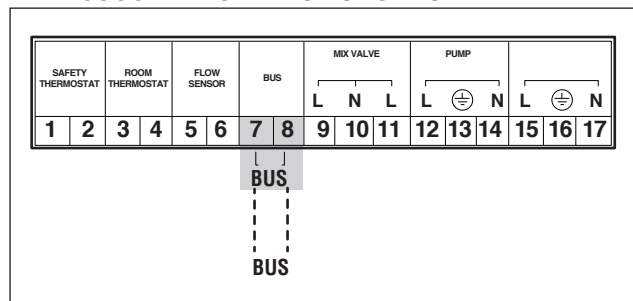 SAFETY THERMOSTAT ROOM THERMOSTAT FLOW SENSOR BUS MIX VALVE PUMP
L N L L N L N
1 2 3 4 5 6 7 8 9 10 11 12 13 14 15 16 17
BUS
BUS